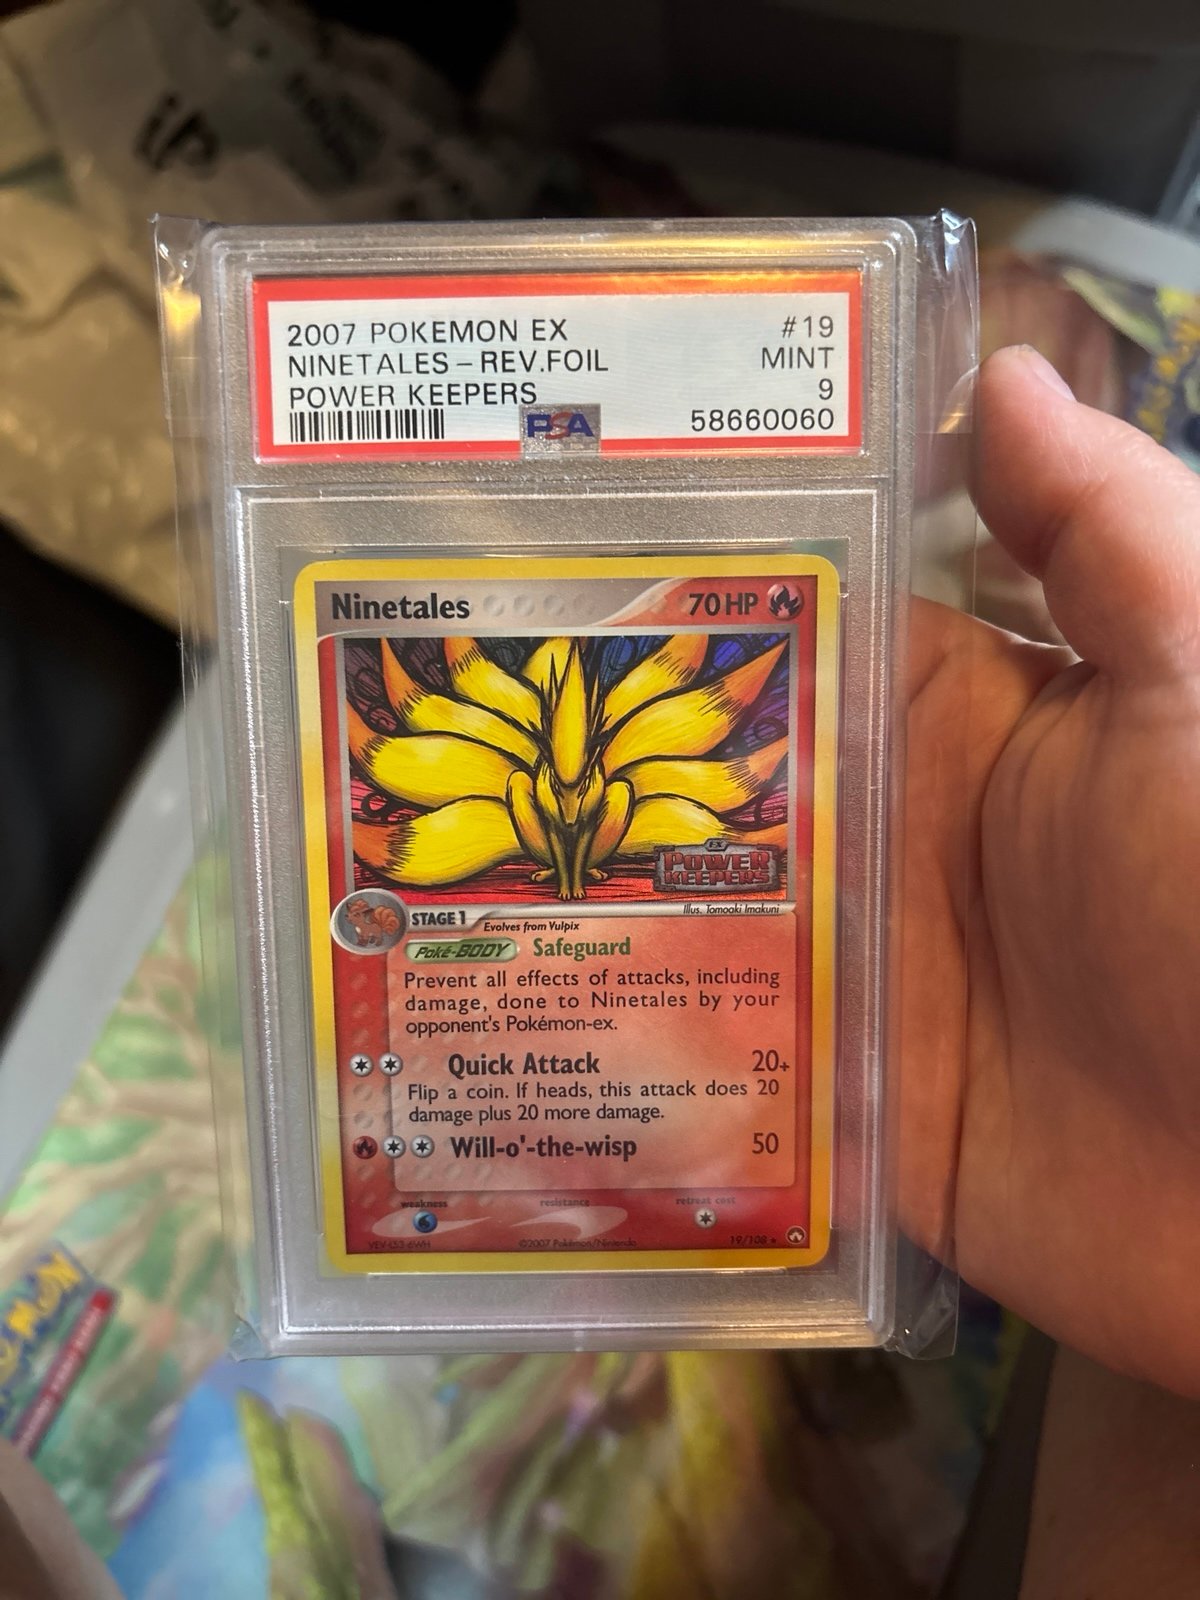 2007 POKEMON EX #19
NINETALES - REV.FOIL MINT
POWER KEEPERS 9
PSA 58660060
Ninetales 70 HP
EX
POWER
KEEPERS
Illus. Tomoaki Imakuni
STAGE 1 Evolves from Vulpix
Poké-BODY Safeguard
Prevent all effects of attacks, including
damage, done to Ninetales by your
opponent's Pokémon-ex.
Quick Attack 20+
Flip a coin. If heads, this attack does 20
damage plus 20 more damage.
Will-o'-the-wisp 50
weakness resistance retreat cost
©2007 Pokémon/Nintendo 19/108 ★